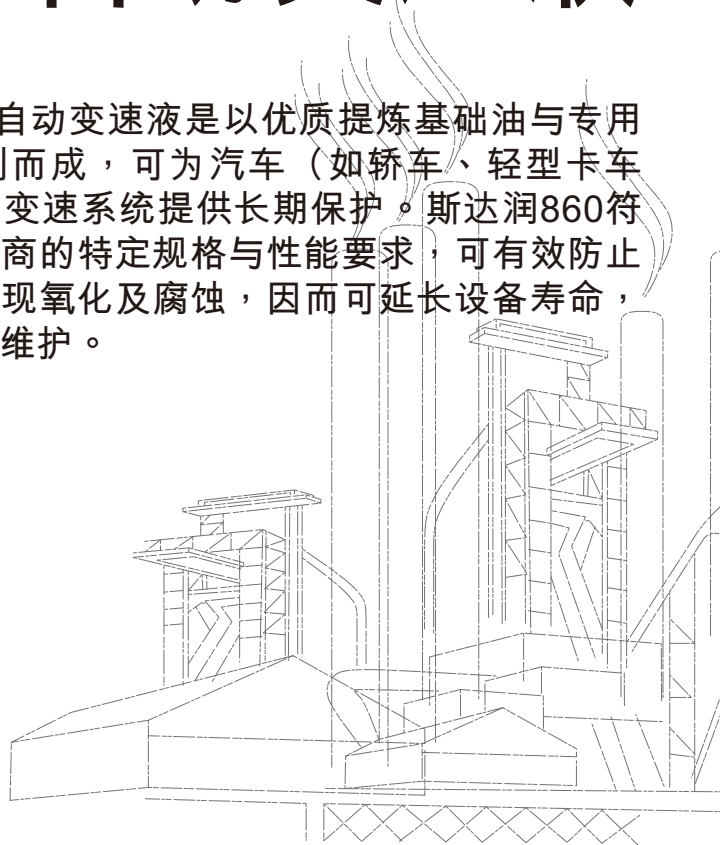 自动变速液是以优质提炼基础油与专用
而成，可为汽车（如轿车、轻型卡车
变速系统提供长期保护。斯达润860符
商的特定规格与性能要求，可有效防止
现氧化及腐蚀，因而可延长设备寿命，
维护。